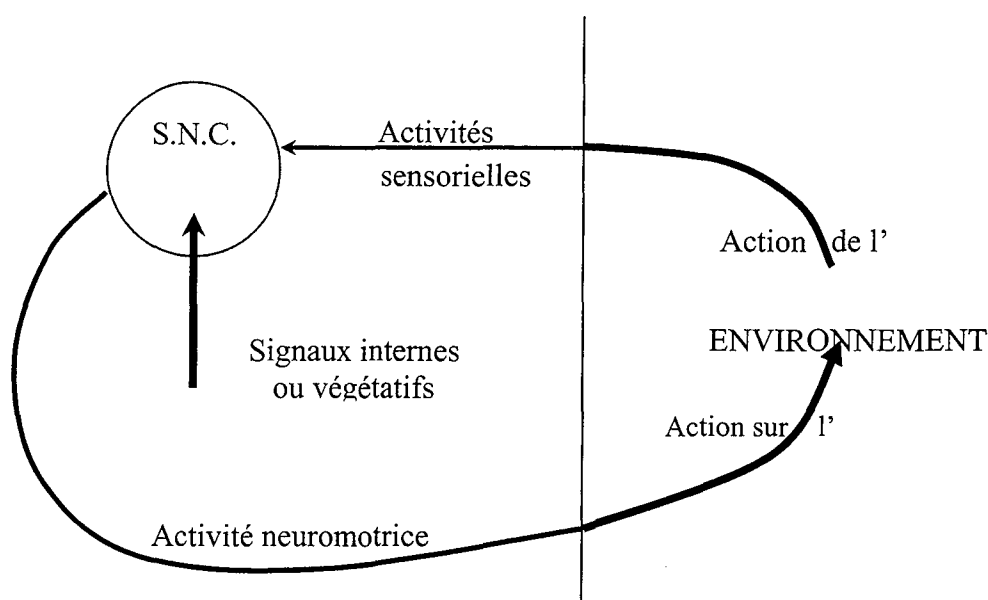 S.N.C.
Activités
sensorielles
Action de l'
ENVIRONNEMENT
Signaux internes
ou végétatifs
Action sur l'
Activité neuromotrice